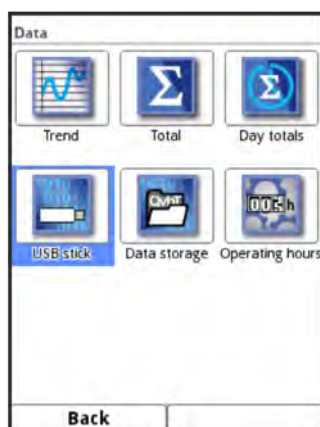 Data
Σ Σ
Trend Total Day totals
h
USB stick Data storage Operating hours
Back